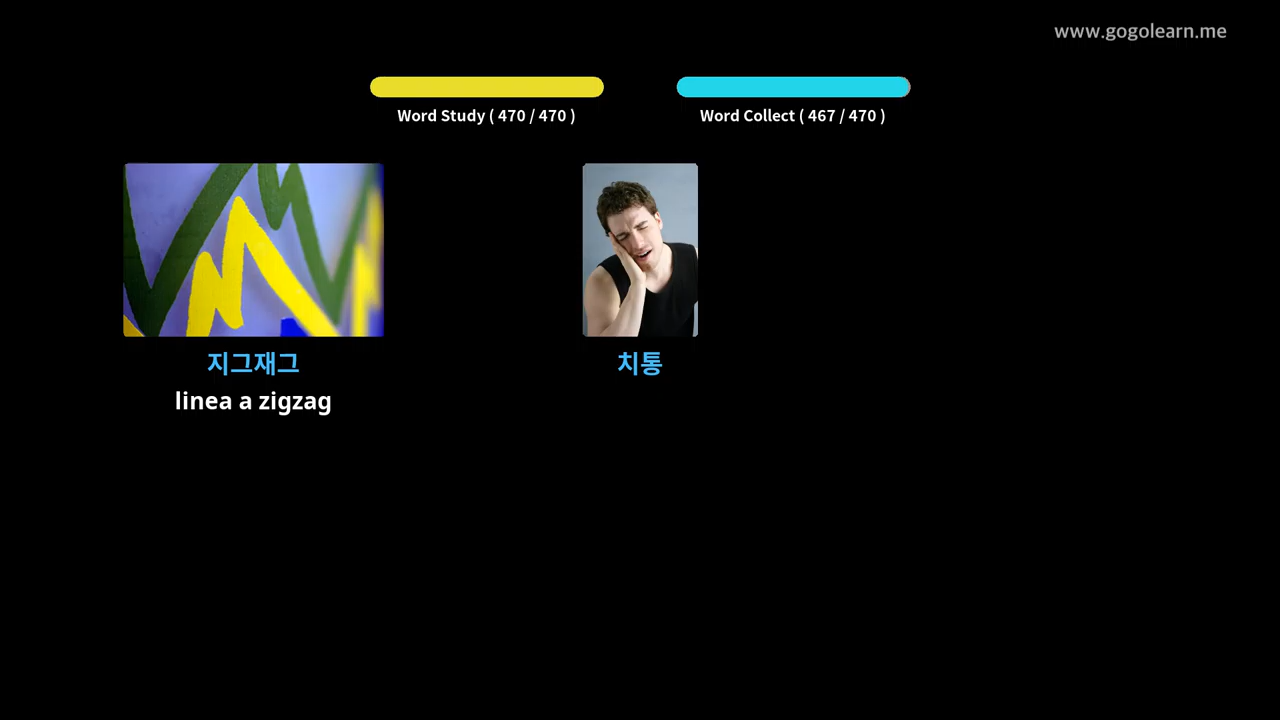 www.gogolearn.me
Word Study ( 470 / 470 )
Word Collect ( 467 / 470 )
지그재그
linea a zigzag
치통